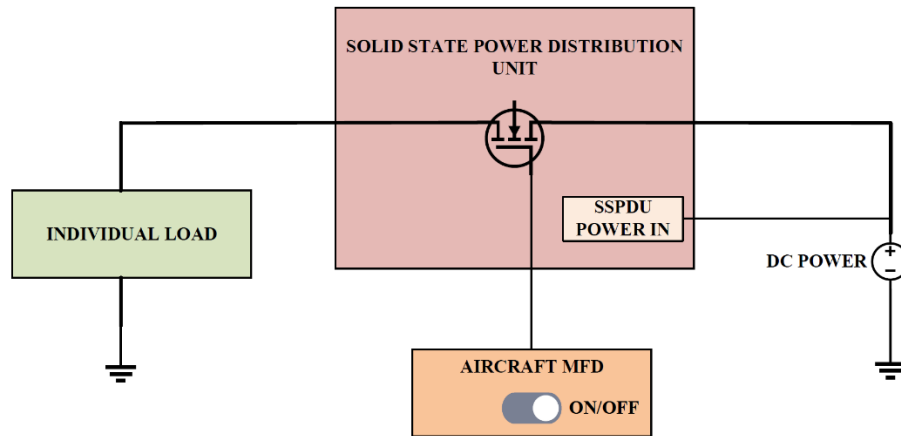 SOLID STATE POWER DISTRIBUTION
UNIT
INDIVIDUAL LOAD
SSPDU
POWER IN
DC POWER
+
−
AIRCRAFT MFD
ON/OFF